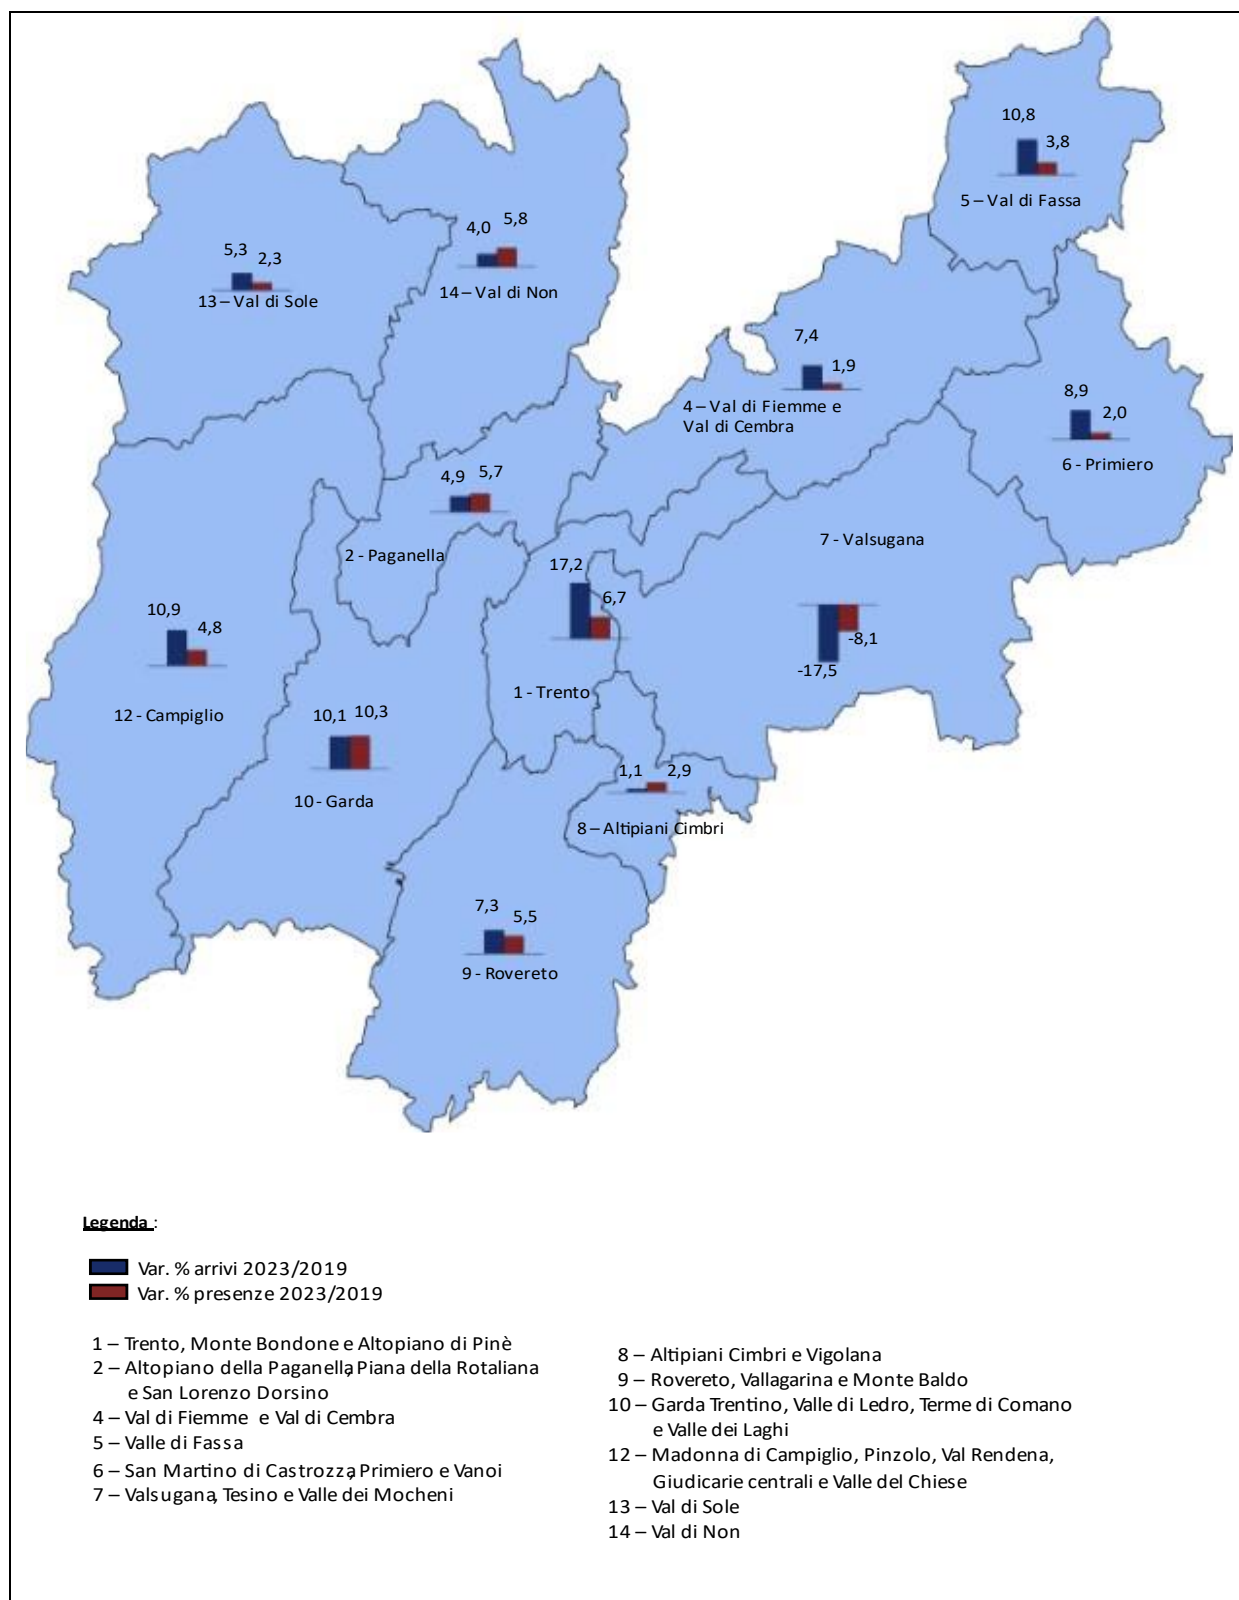 10,8
3,8
5 – Val di Fassa
4,0 5,8
14 – Val di Non
5,3 2,3
13 – Val di Sole
7,4
1,9
4 – Val di Fiemme e
Val di Cembra
8,9
2,0
6 - Primiero
4,9 5,7
2 - Paganella
7 - Valsugana
-8,1
-17,5
17,2
6,7
1 - Trento
10,9
4,8
12 - Campiglio
10,1 10,3
10 - Garda
1,1 2,9
8 – Altipiani Cimbri
7,3 5,5
9 - Rovereto
Legenda :
Var. % arrivi 2023/2019
Var. % presenze 2023/2019
1 – Trento, Monte Bondone e Altopiano di Pinè
2 – Altopiano della Paganella, Piana della Rotaliana
e San Lorenzo Dorsino
4 – Val di Fiemme e Val di Cembra
5 – Valle di Fassa
6 – San Martino di Castrozza, Primiero e Vanoi
7 – Valsugana, Tesino e Valle dei Mocheni
8 – Altipiani Cimbri e Vigolana
9 – Rovereto, Vallagarina e Monte Baldo
10 – Garda Trentino, Valle di Ledro, Terme di Comano
e Valle dei Laghi
12 – Madonna di Campiglio, Pinzolo, Val Rendena,
Giudicarie centrali e Valle del Chiese
13 – Val di Sole
14 – Val di Non